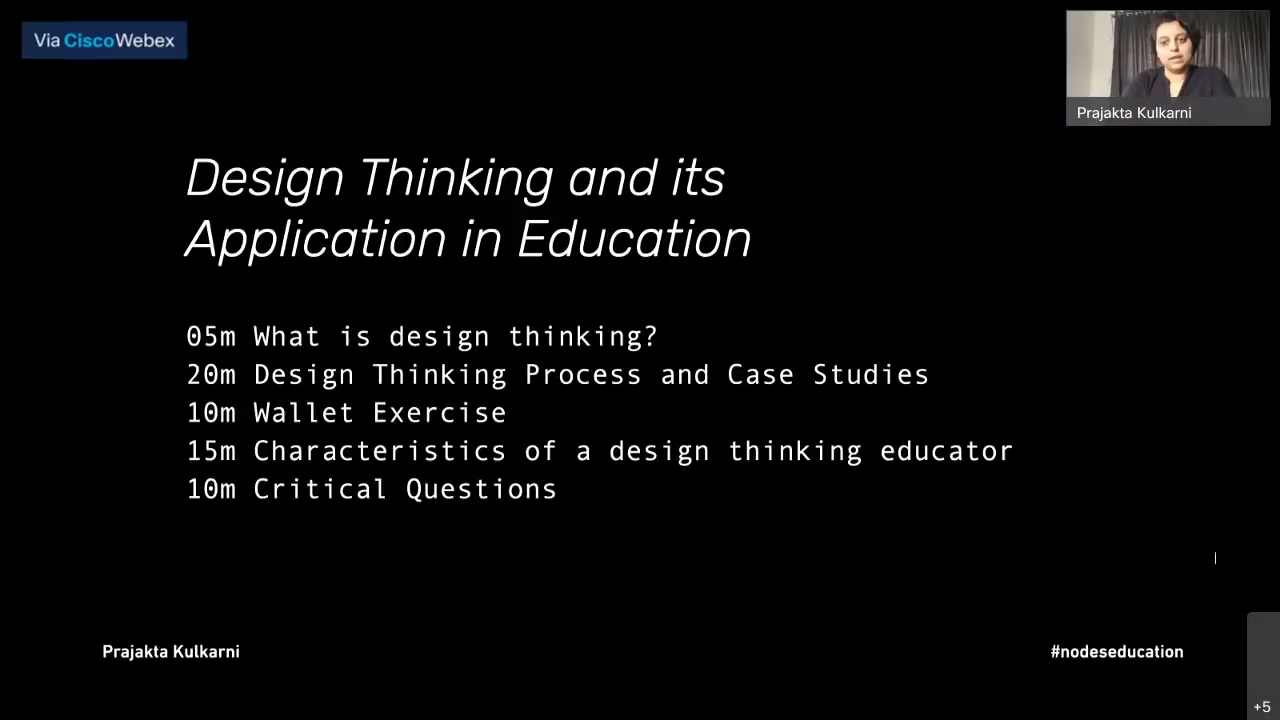 Via CiscoWebex
Prajakta Kulkarni
Design Thinking and its
Application in Education
05m What is design thinking?
20m Design Thinking Process and Case Studies
10m Wallet Exercise
15m Characteristics of a design thinking educator
10m Critical Questions
Prajakta Kulkarni
#nodeseducation
+5